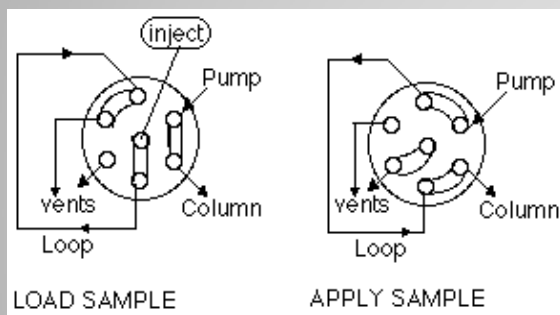 inject
Pump
vents
Column
Loop
LOAD SAMPLE
Pump
vents
Column
Loop
APPLY SAMPLE